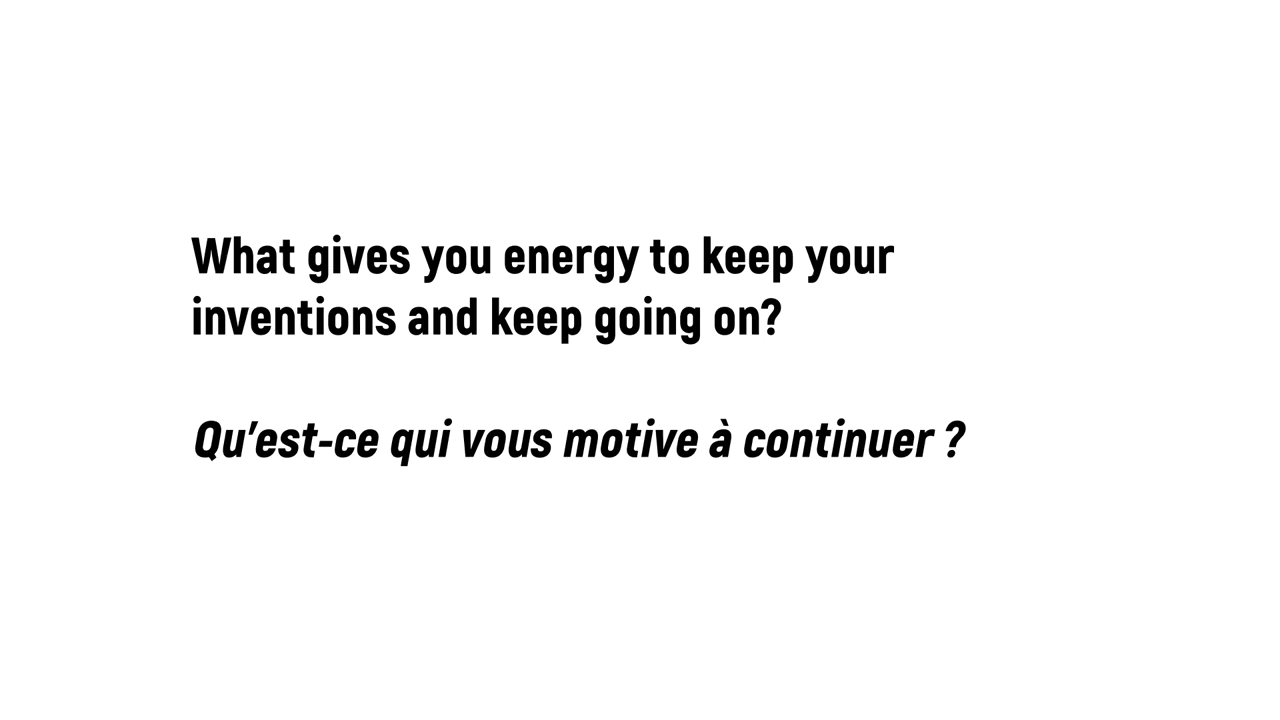 What gives you energy to keep your
inventions and keep going on?
Qu’est-ce qui vous motive à continuer ?